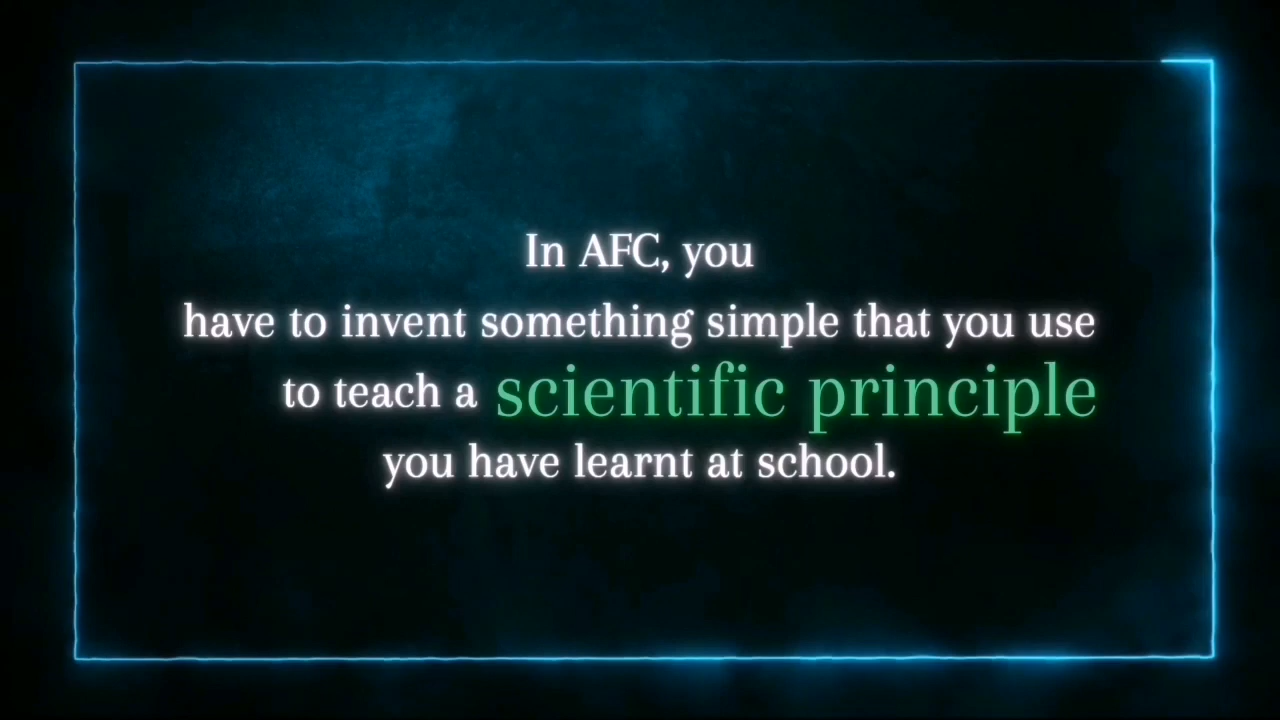 In AFC, you
have to invent something simple that you use
to teach a scientific principle
you have learnt at school.